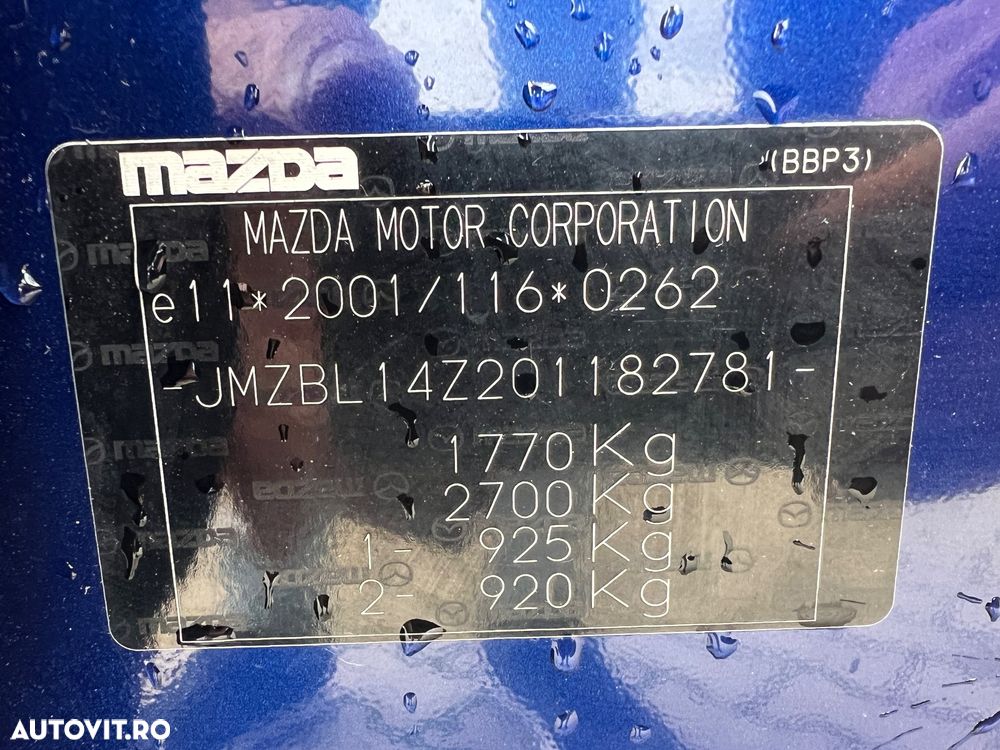 mazda (BBP3)
MAZDA MOTOR CORPORATION
e11*2001/116*0262
-JMZBL14Z201182781-
1770Kg
2700Kg
1- 925Kg
2- 920Kg
AUTOVIT.RO